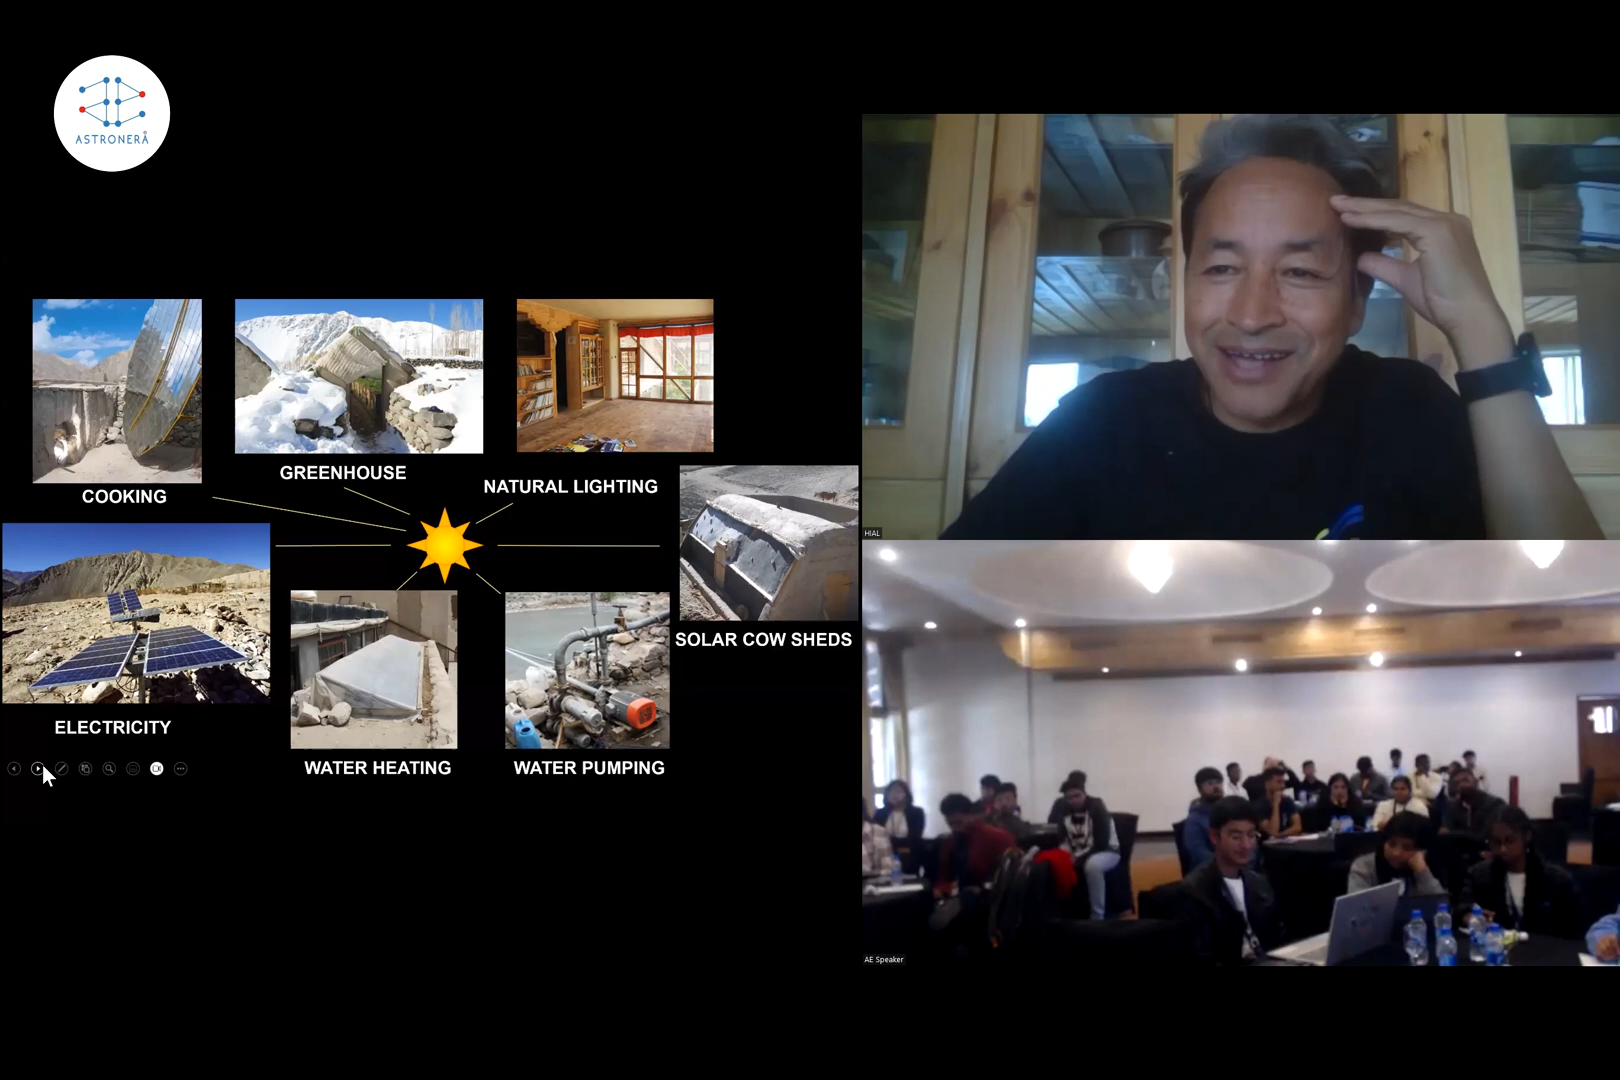 ASTRONERA
COOKING
GREENHOUSE
NATURAL LIGHTING
SOLAR COW SHEDS
ELECTRICITY
WATER HEATING
WATER PUMPING
HIAL
AE Speaker